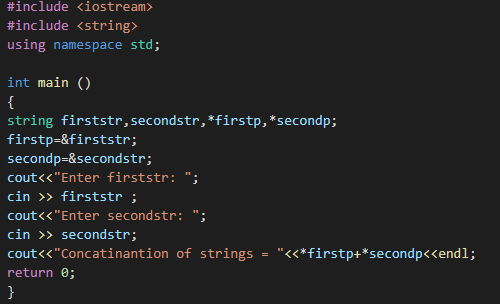 #include <iostream>
#include <string>
using namespace std;
int main ()
{
string firststr,secondstr,*firstp,*secondp;
firstp=&firststr;
secondp=&secondstr;
cout<<"Enter firststr: ";
cin >> firststr ;
cout<<"Enter secondstr: ";
cin >> secondstr;
cout<<"Concatinantion of strings = "<<*firstp+*secondp<<endl;
return 0;
}